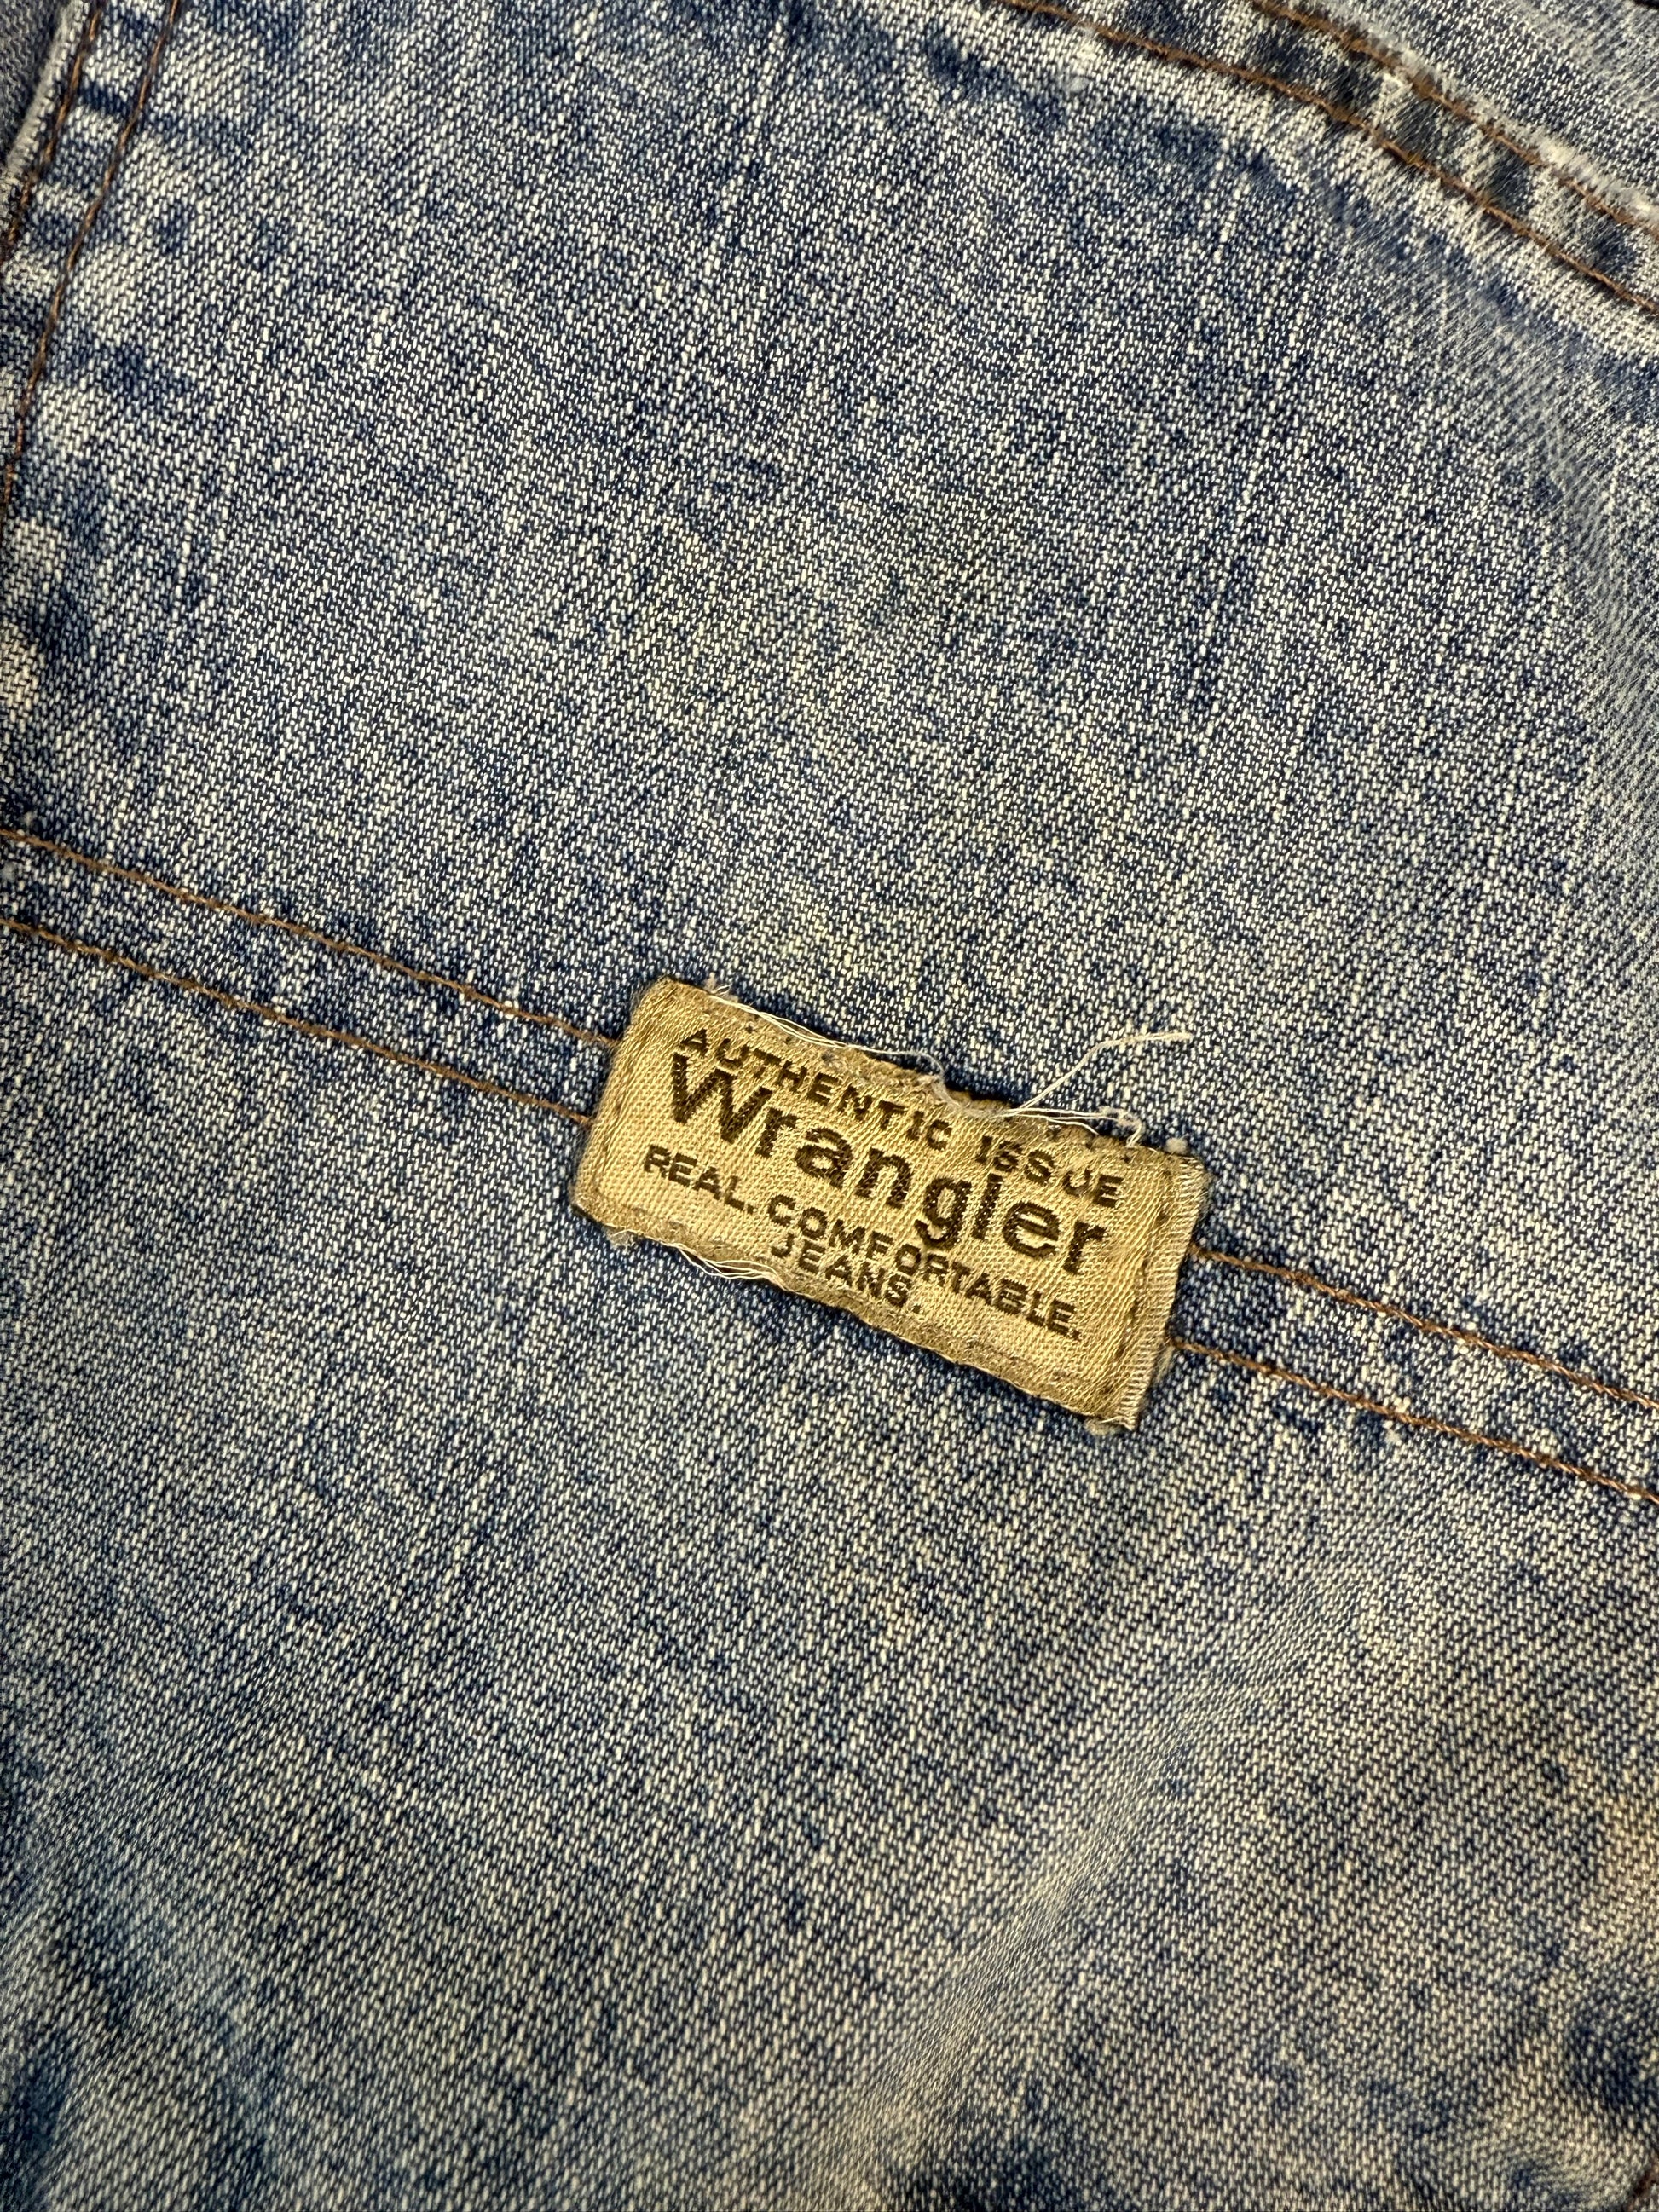 AUTHENTIC ISSUE
Wrangler
REAL. COMFORTABLE.
JEANS.